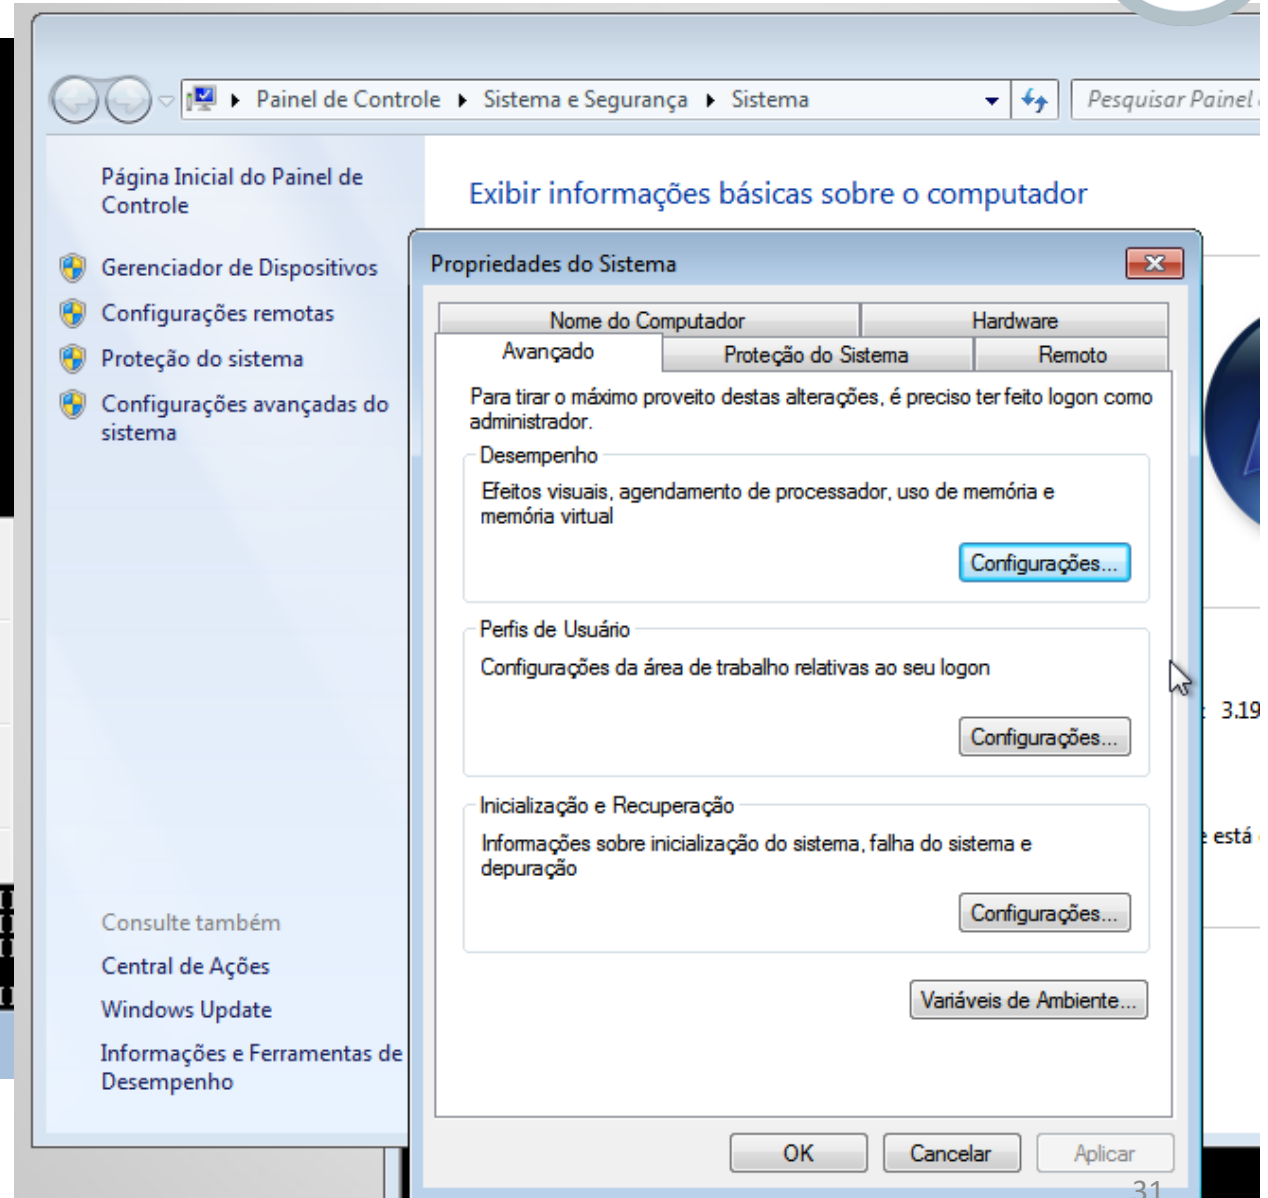 Painel de Controle
Sistema e Segurança
Sistema
Pesquisar Painel
Página Inicial do Painel de
Controle
Gerenciador de Dispositivos
Configurações remotas
Proteção do sistema
Configurações avançadas do
sistema
Consulte também
Central de Ações
Windows Update
Informações e Ferramentas de
Desempenho
Exibir informações básicas sobre o computador
Propriedades do Sistema
Nome do Computador
Hardware
Avançado
Proteção do Sistema
Remoto
Para tirar o máximo proveito destas alterações, é preciso ter feito logon como
administrador.
Desempenho
Efeitos visuais, agendamento de processador, uso de memória e
memória virtual
Configurações...
Perfis de Usuário
Configurações da área de trabalho relativas ao seu logon
Configurações...
Inicialização e Recuperação
Informações sobre inicialização do sistema, falha do sistema e
depuração
Configurações...
Variáveis de Ambiente...
OK
Cancelar
Aplicar
3.19
está
31